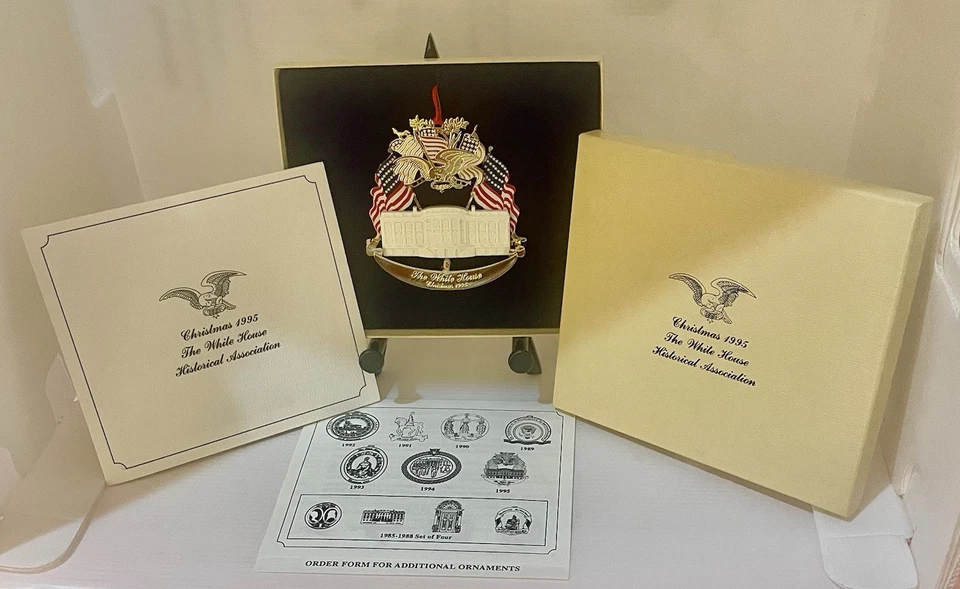 The White House
Christmas 1995
Christmas 1995
The White House
Historical Association
Christmas 1995
The White House
Historical Association
1992 1991 1990 1989
1993 1994 1995
1985-1988 Set of Four
ORDER FORM FOR ADDITIONAL ORNAMENTS